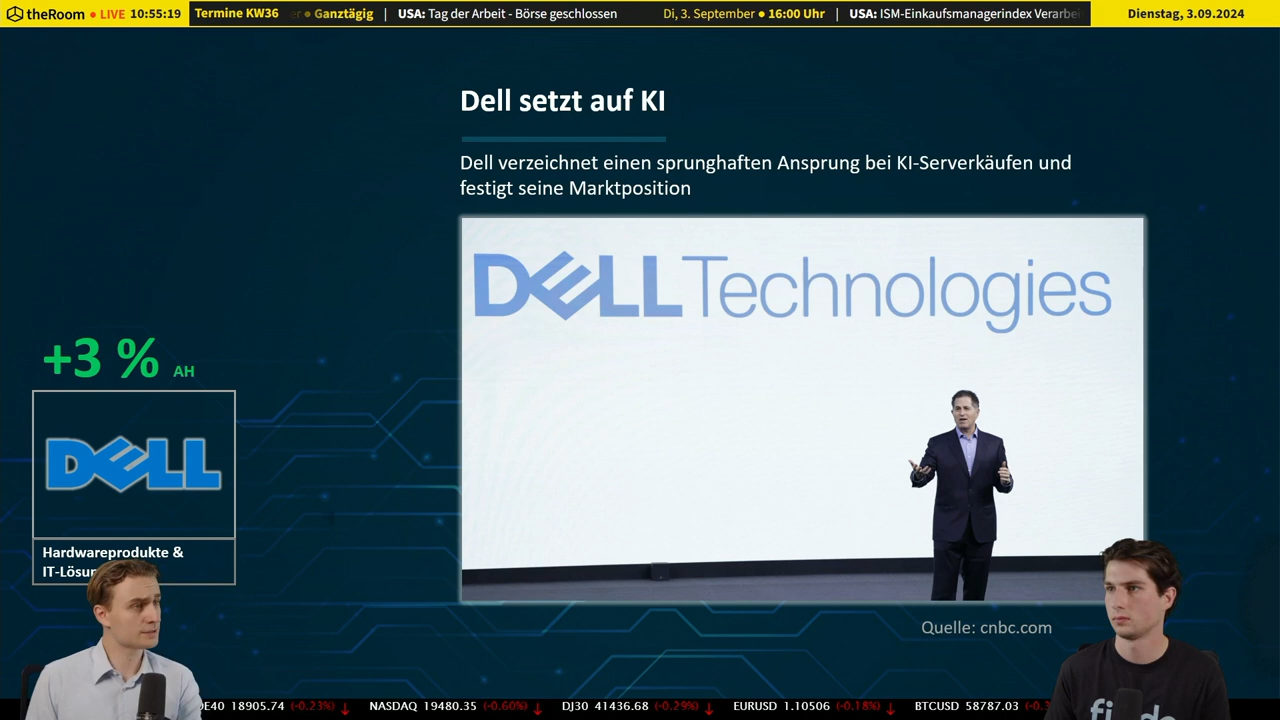 theRoom ● LIVE 10:55:19 Termine KW36 ● Ganztägig | USA: Tag der Arbeit - Börse geschlossen Di, 3. September ● 16:00 Uhr | USA: ISM-Einkaufsmanagerindex Dienstag, 3.09.2024
Dell setzt auf KI
Dell verzeichnet einen sprunghaften Ansprung bei KI-Serverkäufen und
festigt seine Marktposition
DELL Technologies
+3 % AH
DELL
Hardwareprodukte &
Quelle: cnbc.com
18905.74 (-0.23%) ↓ NASDAQ 19480.35 (-0.60%) ↓ DJ30 41436.68 (-0.29%) ↓ EURUSD 1.10506 (-0.18%) ↓ BTCUSD 58787.03